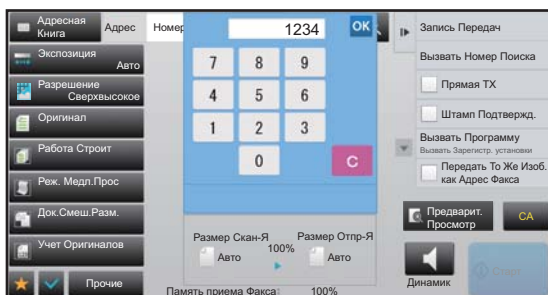 Адресная
Книга
Адрес
Номер
1234
OK
Запись Передач
Экспозиция
Авто
Вызвать Номер Поиска
7 8 9
Разрешение
Сверхвысокое
Прямая TX
4 5 6
Оригинал
Штамп Подтвержд.
1 2 3
Работа Строит
Вызвать Программу
Вызвать Зарегистр. установки
0 C
Реж. Медл.Прос
Передать То Же Изоб.
как Адрес Факса
Док.Смеш.Разм.
Предварит.
Просмотр
CA
Учет Оригиналов
Размер Скан-Я
Размер Отпр-Я
100%
Авто
Авто
Прочие
Память приема Факса 100%
Динамик
Старт